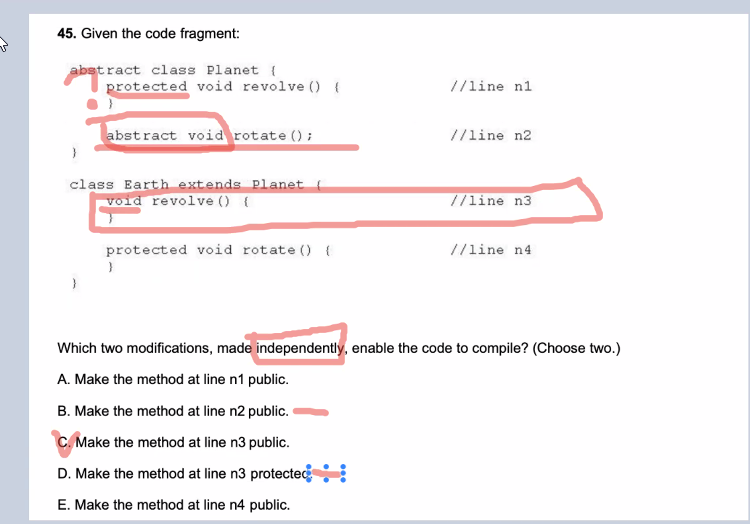 45. Given the code fragment:
abstract class Planet {
protected void revolve() { //line n1
}
abstract void rotate(); //line n2
}
class Earth extends Planet {
void revolve() { //line n3
}
protected void rotate() { //line n4
}
}
Which two modifications, made independently, enable the code to compile? (Choose two.)
A. Make the method at line n1 public.
B. Make the method at line n2 public.
C. Make the method at line n3 public.
D. Make the method at line n3 protected.
E. Make the method at line n4 public.